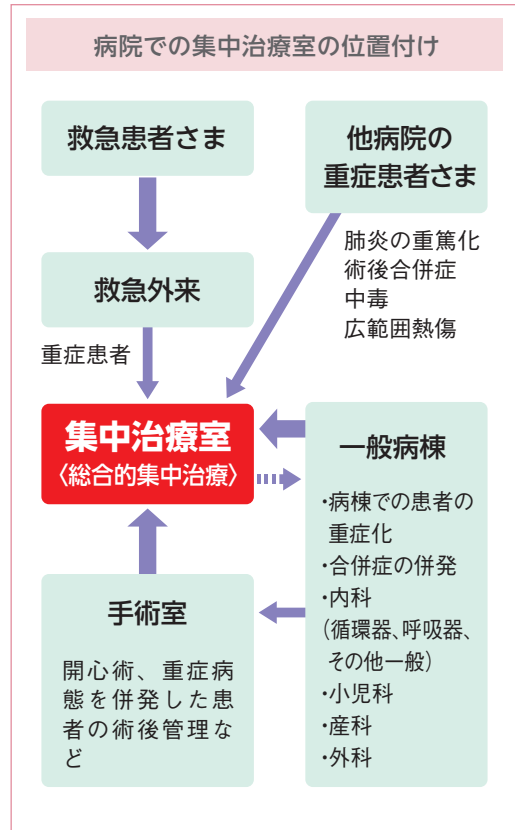 病院での集中治療室の位置付け
救急患者さま
他病院の
重症患者さま
肺炎の重篤化
術後合併症
中毒
広範囲熱傷
救急外来
重症患者
集中治療室
〈総合的集中治療〉
一般病棟
・病棟での患者の
重症化
・合併症の併発
・内科
(循環器、呼吸器、
その他一般)
・小児科
・産科
・外科
手術室
開心術、重症病
態を併発した患
者の術後管理な
ど